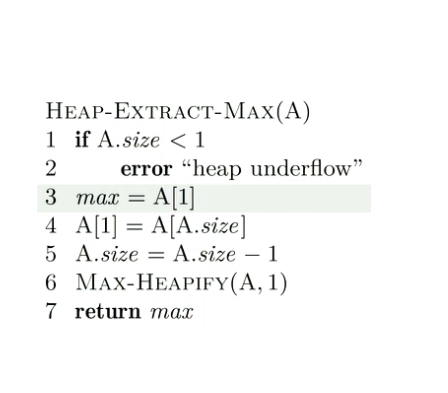 HEAP-EXTRACT-MAX(A)
1 if A.size < 1
2 error “heap underflow”
3 max = A[1]
4 A[1] = A[A.size]
5 A.size = A.size − 1
6 MAX-HEAPIFY(A, 1)
7 return max